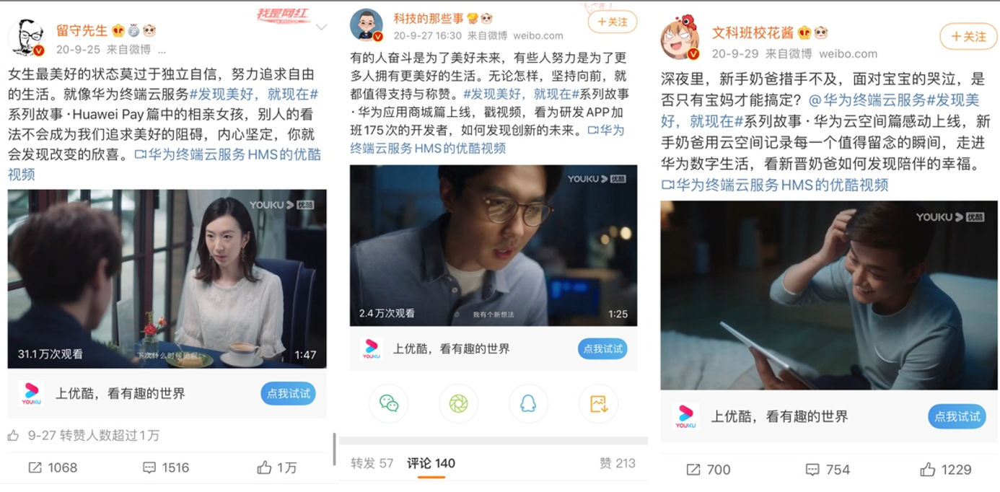 我是网红
留守先生
20-9-25 来自微博 ...
女生最美好的状态莫过于独立自信，努力追求自由
的生活。就像华为终端云服务#发现美好，就现在#
系列故事·Huawei Pay篇中的相亲女孩，别人的看
法不会成为我们追求美好的阻碍，内心坚定，你就
会发现改变的欣喜。华为终端云服务HMS的优酷
视频
YOUKU 优酷
31.1万次观看
下次什么时候见呢
1:47
YOUKU
上优酷，看有趣的世界
点我试试
9-27 转赞人数超过1万
1068
1516
1万
科技的那些事
20-9-27 16:30 来自微博 weibo.com
+关注
有的人奋斗是为了美好未来，有些人努力是为了更
多人拥有更美好的生活。无论怎样，坚持向前，就
都值得支持与称赞。#发现美好，就现在#系列故事
·华为应用商城篇上线，戳视频，看为研发APP加
班175次的开发者，如何发现创新的未来。华为
终端云服务HMS的优酷视频
YOUKU 优酷
2.4万次观看
我有个新想法
1:25
YOUKU
上优酷，看有趣的世界
点我试试
转发 57
评论 140
赞 213
文科班校花酱
20-9-29 来自微博 weibo.com
+关注
深夜里，新手奶爸措手不及，面对宝宝的哭泣，是
否只有宝妈才能搞定？@华为终端云服务#发现美
好，就现在#系列故事·华为云空间篇感动上线，新
手奶爸用云空间记录每一个值得留念的瞬间，走进
华为数字生活，看新晋奶爸如何发现陪伴的幸福。
华为终端云服务HMS的优酷视频
YOUKU 优酷
YOUKU
上优酷，看有趣的世界
点我试试
700
754
1229